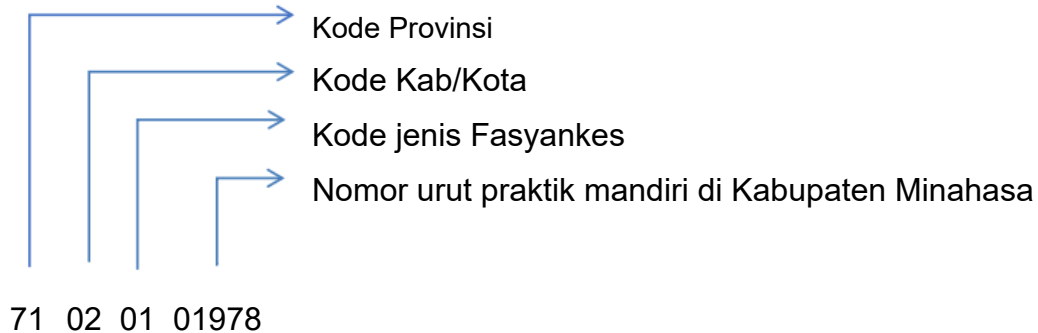 Kode Provinsi
Kode Kab/Kota
Kode jenis Fasyankes
Nomor urut praktik mandiri di Kabupaten Minahasa
71 02 01 01978